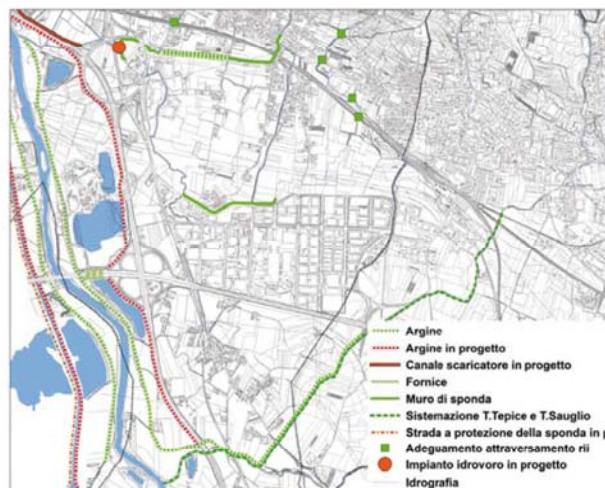 Argine
Argine in progetto
Canale scaricatore in progetto
Fornice
Muro di sponda
Sistemazione T.Tepice e T.Sauglio
Strada a protezione della sponda in p
Adeguamento attraversamento rii
Impianto idrovoro in progetto
Idrografia